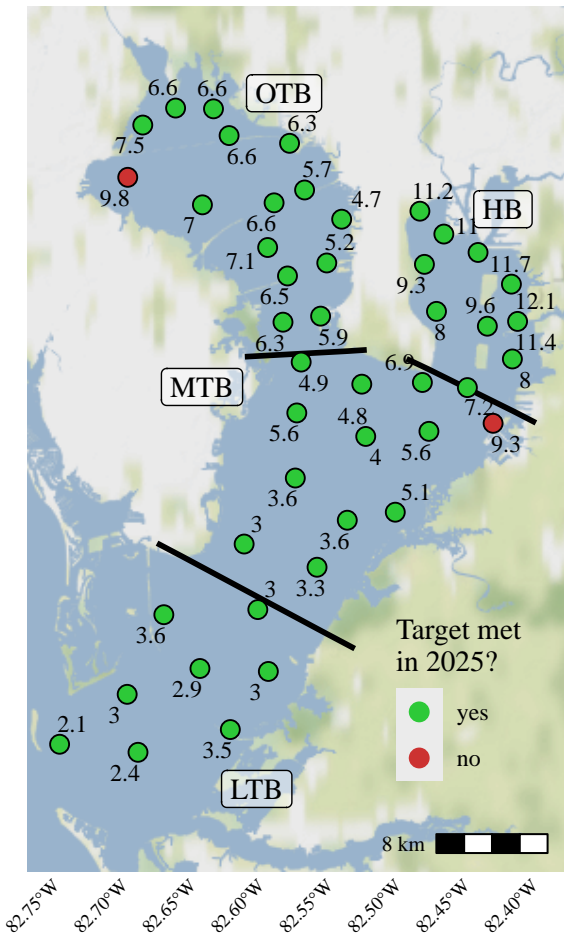 6.6
6.6
OTB
7.5
6.6
6.3
9.8
5.7
4.7
7
6.6
11.2
HB
11
7.1
5.2
9.3
11.7
6.5
12.1
8
9.6
6.3
5.9
11.4
6.9
8
MTB
4.9
4.8
7.2
5.6
4
5.6
9.3
3.6
5.1
3
3.6
3.3
3
3.6
2.9
3
3
2.1
3.5
2.4
LTB
Target met
in 2025?
yes
no
8 km
82.75°W
82.70°W
82.65°W
82.60°W
82.55°W
82.50°W
82.45°W
82.40°W